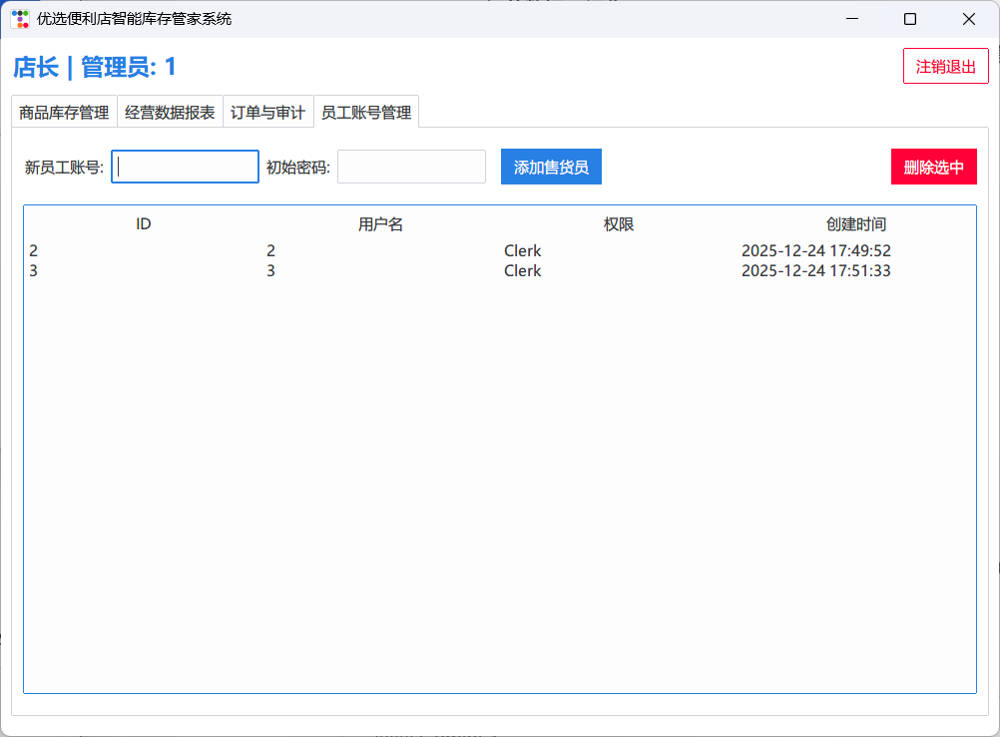 优选便利店智能库存管家系统
店长 | 管理员: 1
注销退出
商品库存管理 经营数据报表 订单与审计 员工账号管理
新员工账号: 初始密码: 添加售货员 删除选中
ID 用户名 权限 创建时间
2 2 Clerk 2025-12-24 17:49:52
3 3 Clerk 2025-12-24 17:51:33